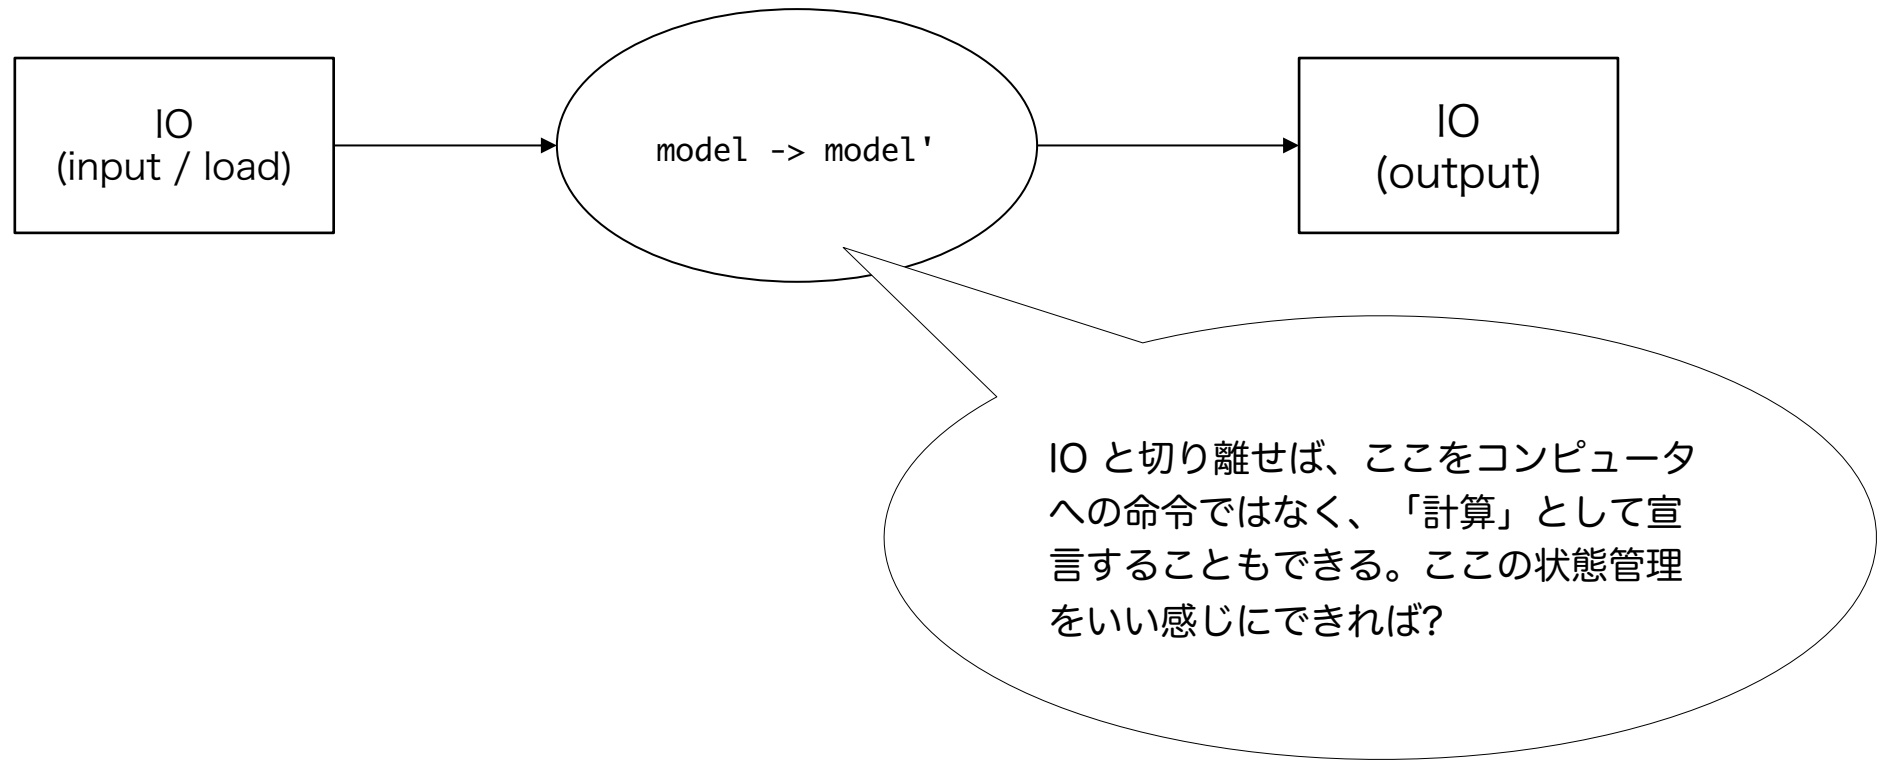 IO
(input / load)
model -> model'
IO
(output)
IO と切り離せば、ここをコンピュータ
への命令ではなく、「計算」として宣
言することもできる。ここの状態管理
をいい感じにできれば?